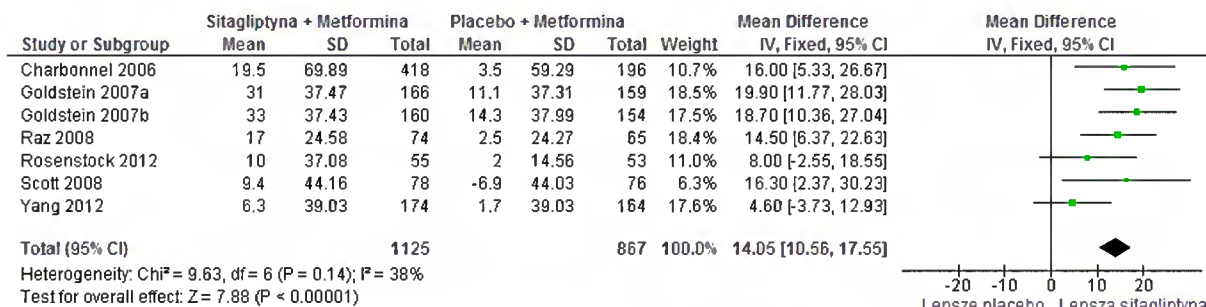 Sitagliptyna + Metformina Placebo + Metformina Mean Difference Mean Difference
Study or Subgroup Mean SD Total Mean SD Total Weight IV, Fixed, 95% CI IV, Fixed, 95% CI
Charbonnel 2006 19.5 69.89 418 3.5 59.29 196 10.7% 16.00 [5.33, 26.67]
Goldstein 2007a 31 37.47 166 11.1 37.31 159 18.5% 19.90 [11.77, 28.03]
Goldstein 2007b 33 37.43 160 14.3 37.99 154 17.5% 18.70 [10.36, 27.04]
Raz 2008 17 24.58 74 2.5 24.27 65 18.4% 14.50 [6.37, 22.63]
Rosenstock 2012 10 37.08 55 2 14.56 53 11.0% 8.00 [-2.55, 18.55]
Scott 2008 9.4 44.16 78 -6.9 44.03 76 6.3% 16.30 [2.37, 30.23]
Yang 2012 6.3 39.03 174 1.7 39.03 164 17.6% 4.60 [-3.73, 12.93]
Total (95% CI) 1125 867 100.0% 14.05 [10.56, 17.55]
Heterogeneity: Chi² = 9.63, df = 6 (P = 0.14); I² = 38%
Test for overall effect: Z = 7.88 (P < 0.00001)
-20 -10 0 10 20
Lepsze placebo Lepsza sitagliptyna